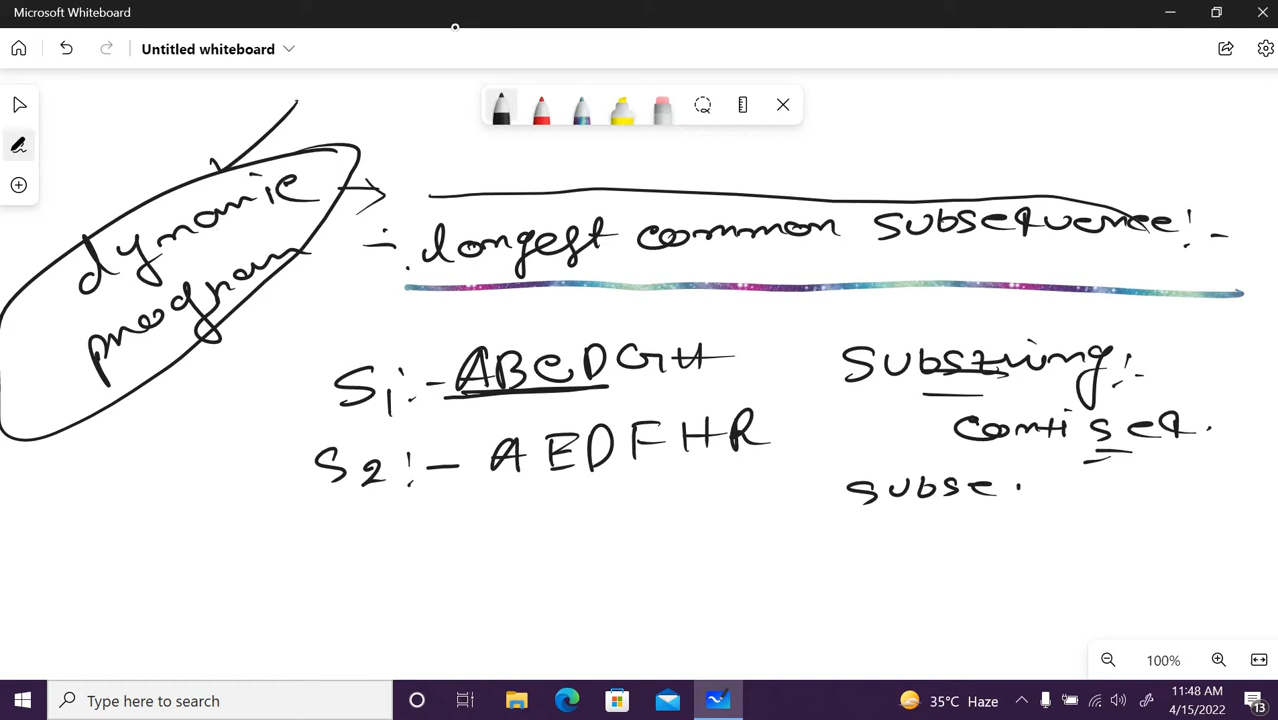 Microsoft Whiteboard
Untitled whiteboard
dynamic
program
:- longest common subsequence:-
S1:- ABCDGH
S2:- AEDFHR
Substring:-
conti seq.
subse.
100%
Type here to search
35°C Haze
11:48 AM
4/15/2022
13